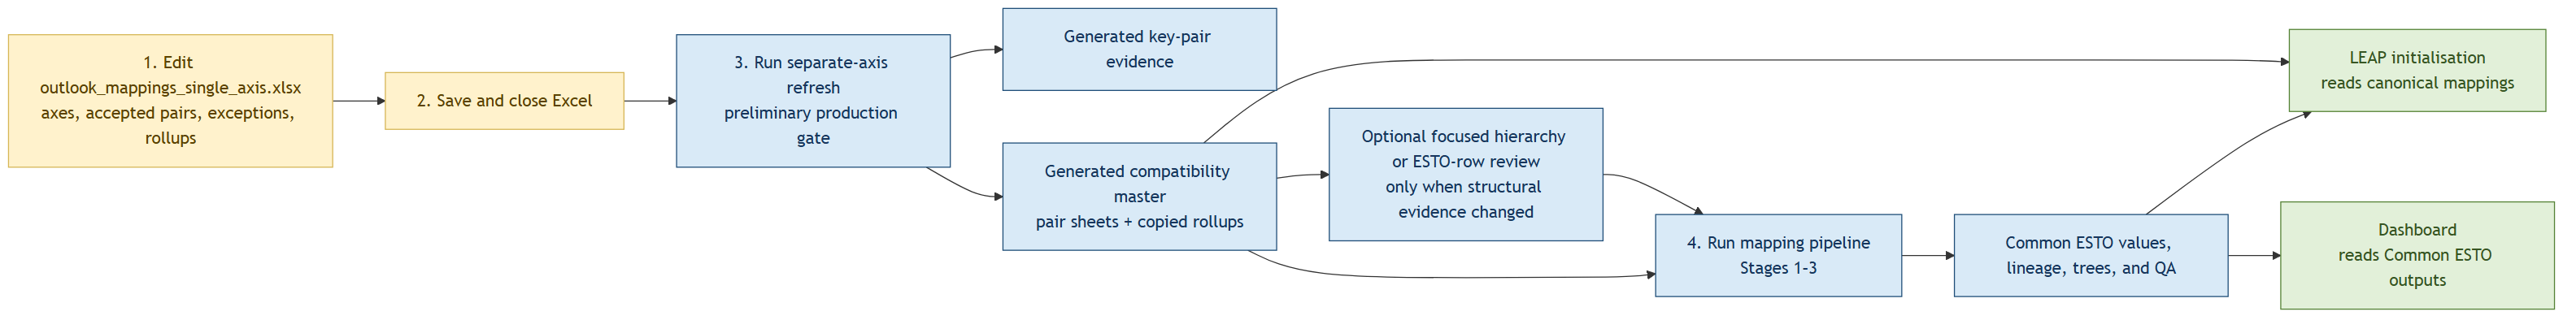 1. Edit
outlook_mappings_single_axis.xlsx
axes, accepted pairs, exceptions,
rollups
2. Save and close Excel
3. Run separate-axis
refresh
preliminary production
gate
Generated key-pair
evidence
Generated compatibility
master
pair sheets + copied rollups
Optional focused hierarchy
or ESTO-row review
only when structural
evidence changed
4. Run mapping pipeline
Stages 1-3
Common ESTO values,
lineage, trees, and QA
LEAP initialisation
reads canonical mappings
Dashboard
reads Common ESTO
outputs